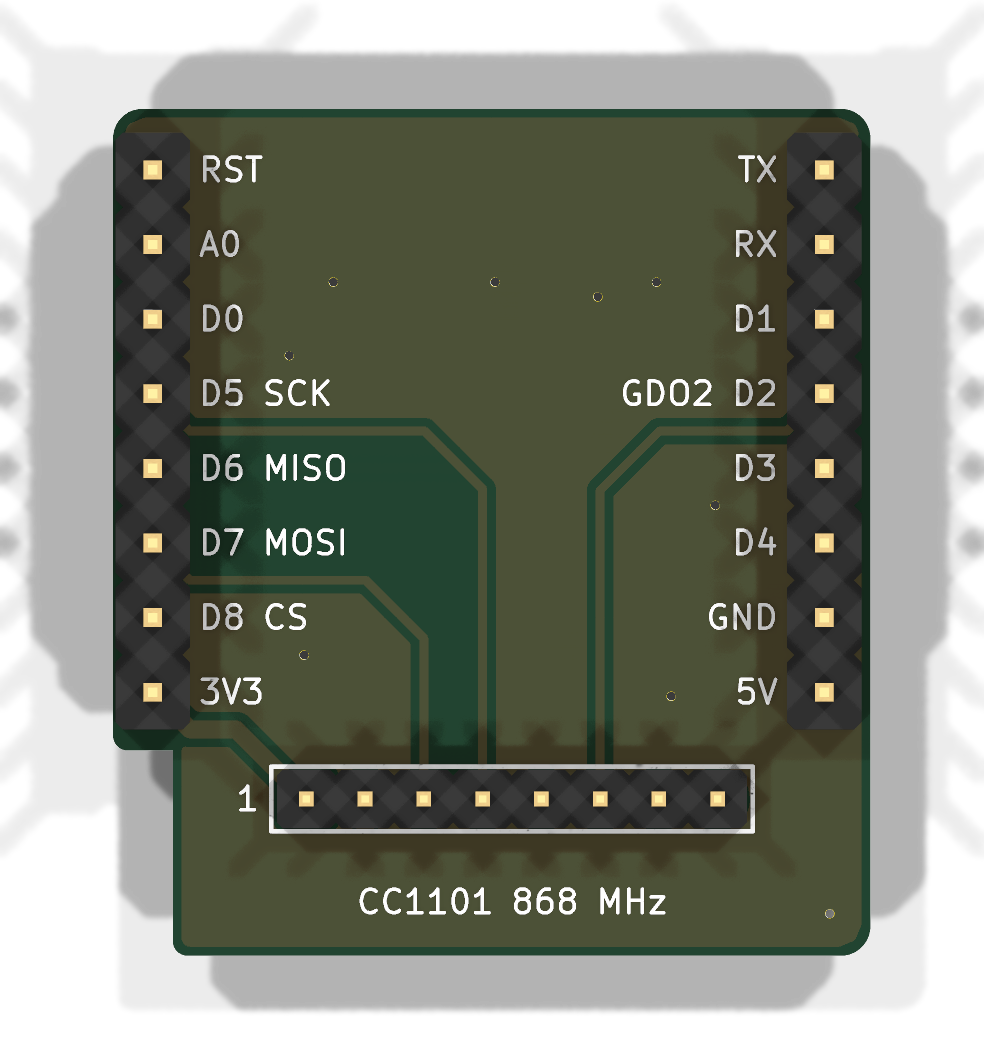 RST TX
A0 RX
D0 D1
D5 SCK GDO2 D2
D6 MISO D3
D7 MOSI D4
D8 CS GND
3V3 5V
1
CC1101 868 MHz